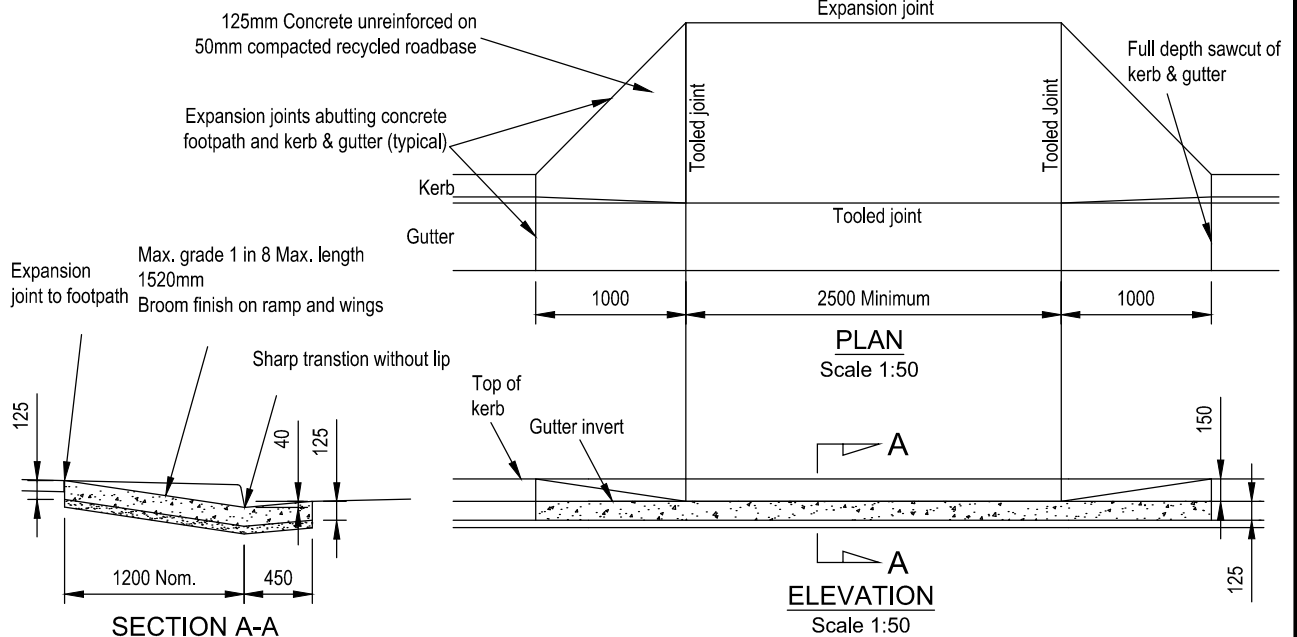 125mm Concrete unreinforced on
50mm compacted recycled roadbase
Expansion joint
Full depth sawcut of
kerb & gutter
Expansion joints abutting concrete
footpath and kerb & gutter (typical)
Tooled joint
Tooled Joint
Kerb
Tooled joint
Gutter
1000
2500 Minimum
1000
PLAN
Scale 1:50
Expansion
joint to footpath
Max. grade 1 in 8 Max. length
1520mm
Broom finish on ramp and wings
Sharp transtion without lip
125
40
125
1200 Nom.
450
SECTION A-A
Top of
kerb
Gutter invert
A
A
150
125
ELEVATION
Scale 1:50